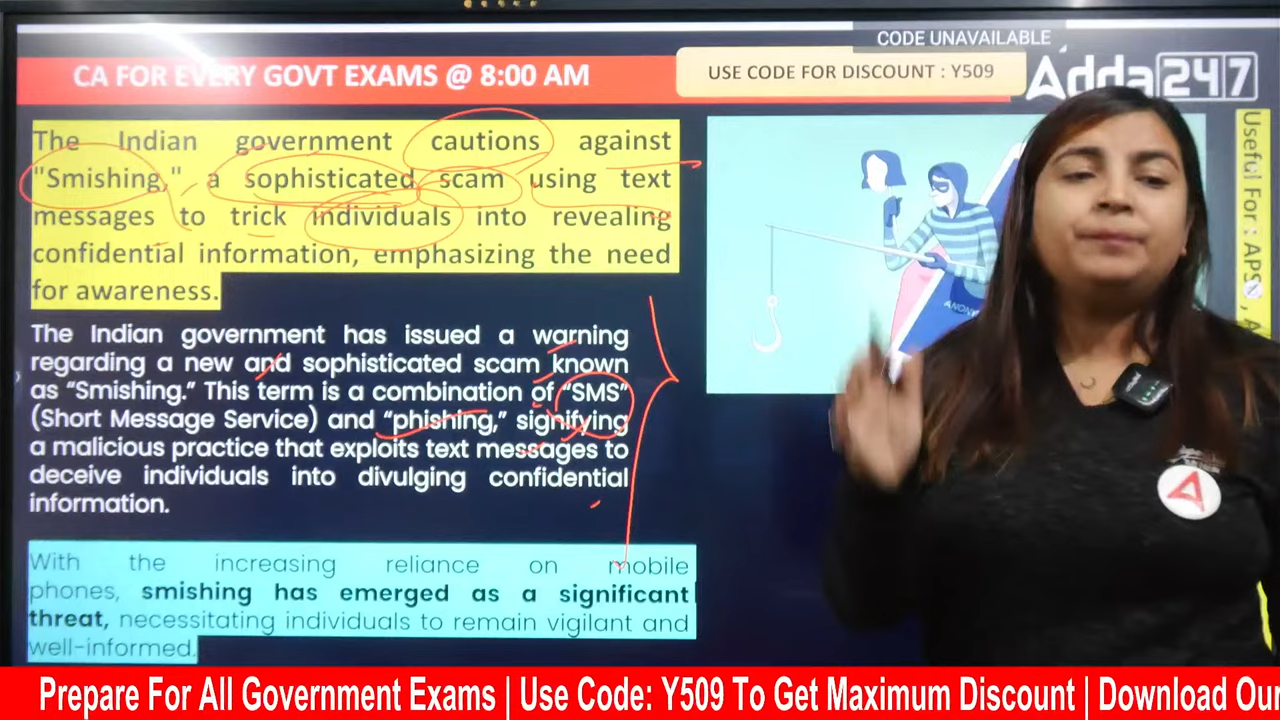 CODE UNAVAILABLE
CA FOR EVERY GOVT EXAMS @ 8:00 AM
USE CODE FOR DISCOUNT : Y509
Adda 247
The Indian government cautions against
"Smishing," a sophisticated scam using text
messages to trick individuals into revealing
confidential information, emphasizing the need
for awareness.
The Indian government has issued a warning
regarding a new and sophisticated scam known
as “Smishing.” This term is a combination of “SMS”
(Short Message Service) and “phishing,” signifying
a malicious practice that exploits text messages to
deceive individuals into divulging confidential
information.
With the increasing reliance on mobile
phones, smishing has emerged as a significant
threat, necessitating individuals to remain vigilant and
well-informed.
Useful For :
Prepare For All Government Exams | Use Code: Y509 To Get Maximum Discount | Download Our